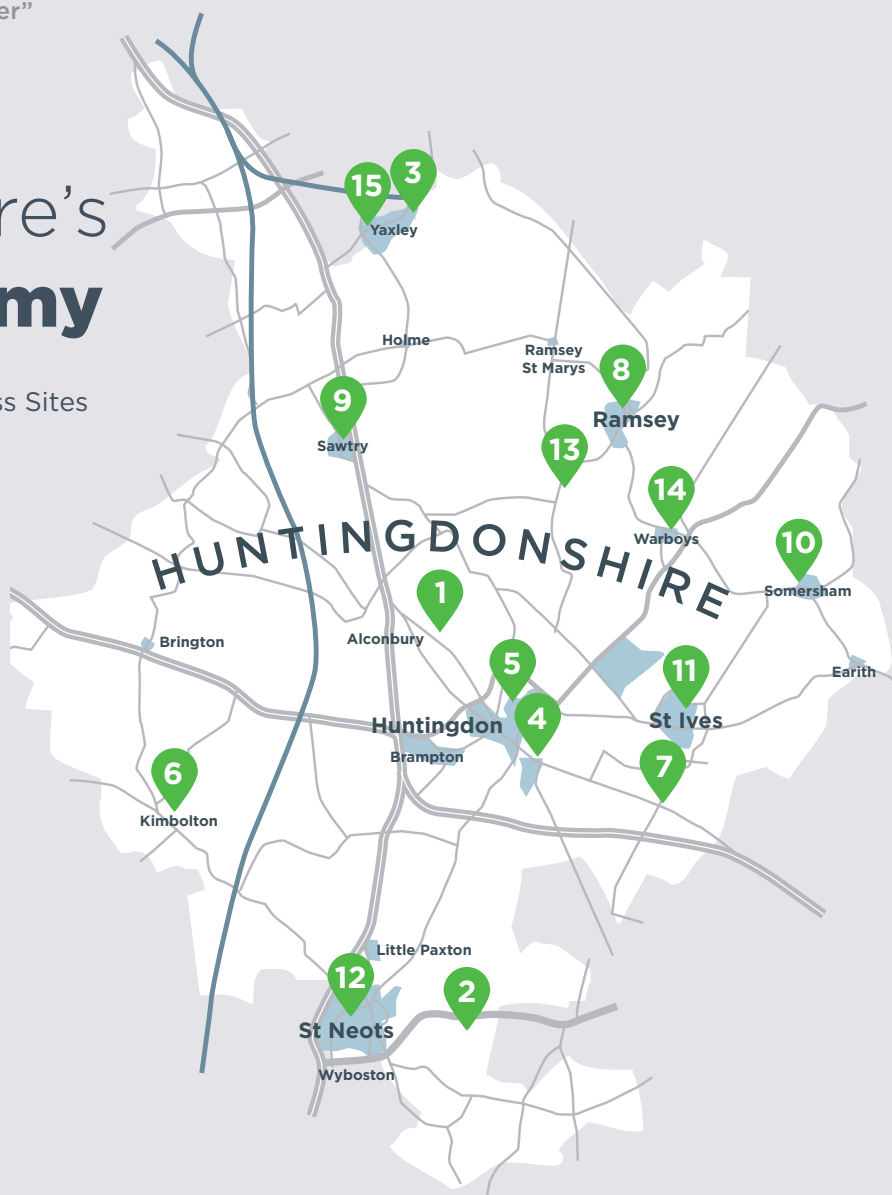 er”
re’s
my
ss Sites
15
3
Yaxley
Holme
Ramsey
St Marys
8
Ramsey
9
Sawtry
13
14
Warboys
10
Somersham
HUNTINGDONSHIRE
1
Alconbury
Brington
5
11
Earith
4
St Ives
Huntingdon
Brampton
7
6
Kimbolton
Little Paxton
12
2
St Neots
Wyboston